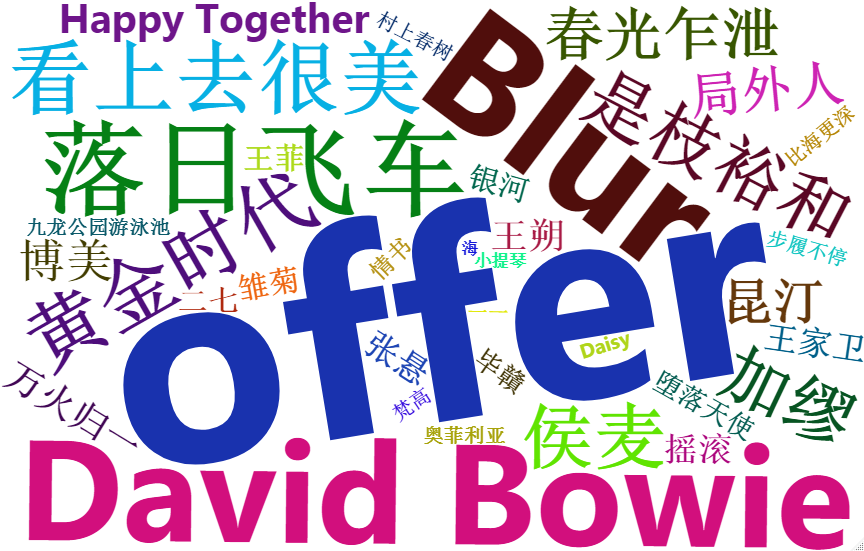 Happy Together
村上春树
Blur
春光乍泄
看上去很美
是枝裕和
局外人
比海更深
落日飞车
王菲
银河
九龙公园游泳池
博美
黄金时代
情书
海
小提琴
王朔
步履不停
二七
雏菊
offer
一一
昆汀
Daisy
王家卫
万火归一
张悬
毕赣
梵高
堕落天使
加缪
奥菲利亚
侯麦
摇滚
David Bowie